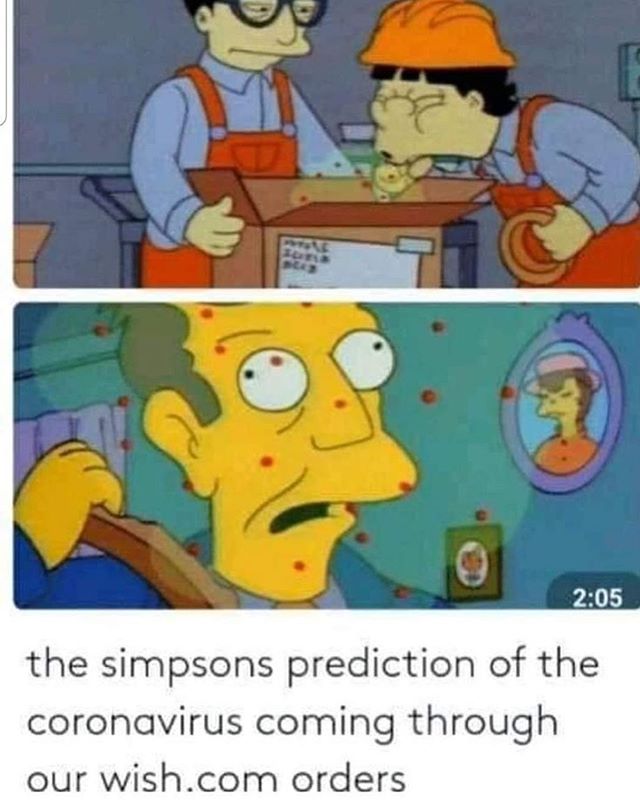 2:05
the simpsons prediction of the
coronavirus coming through
our wish.com orders